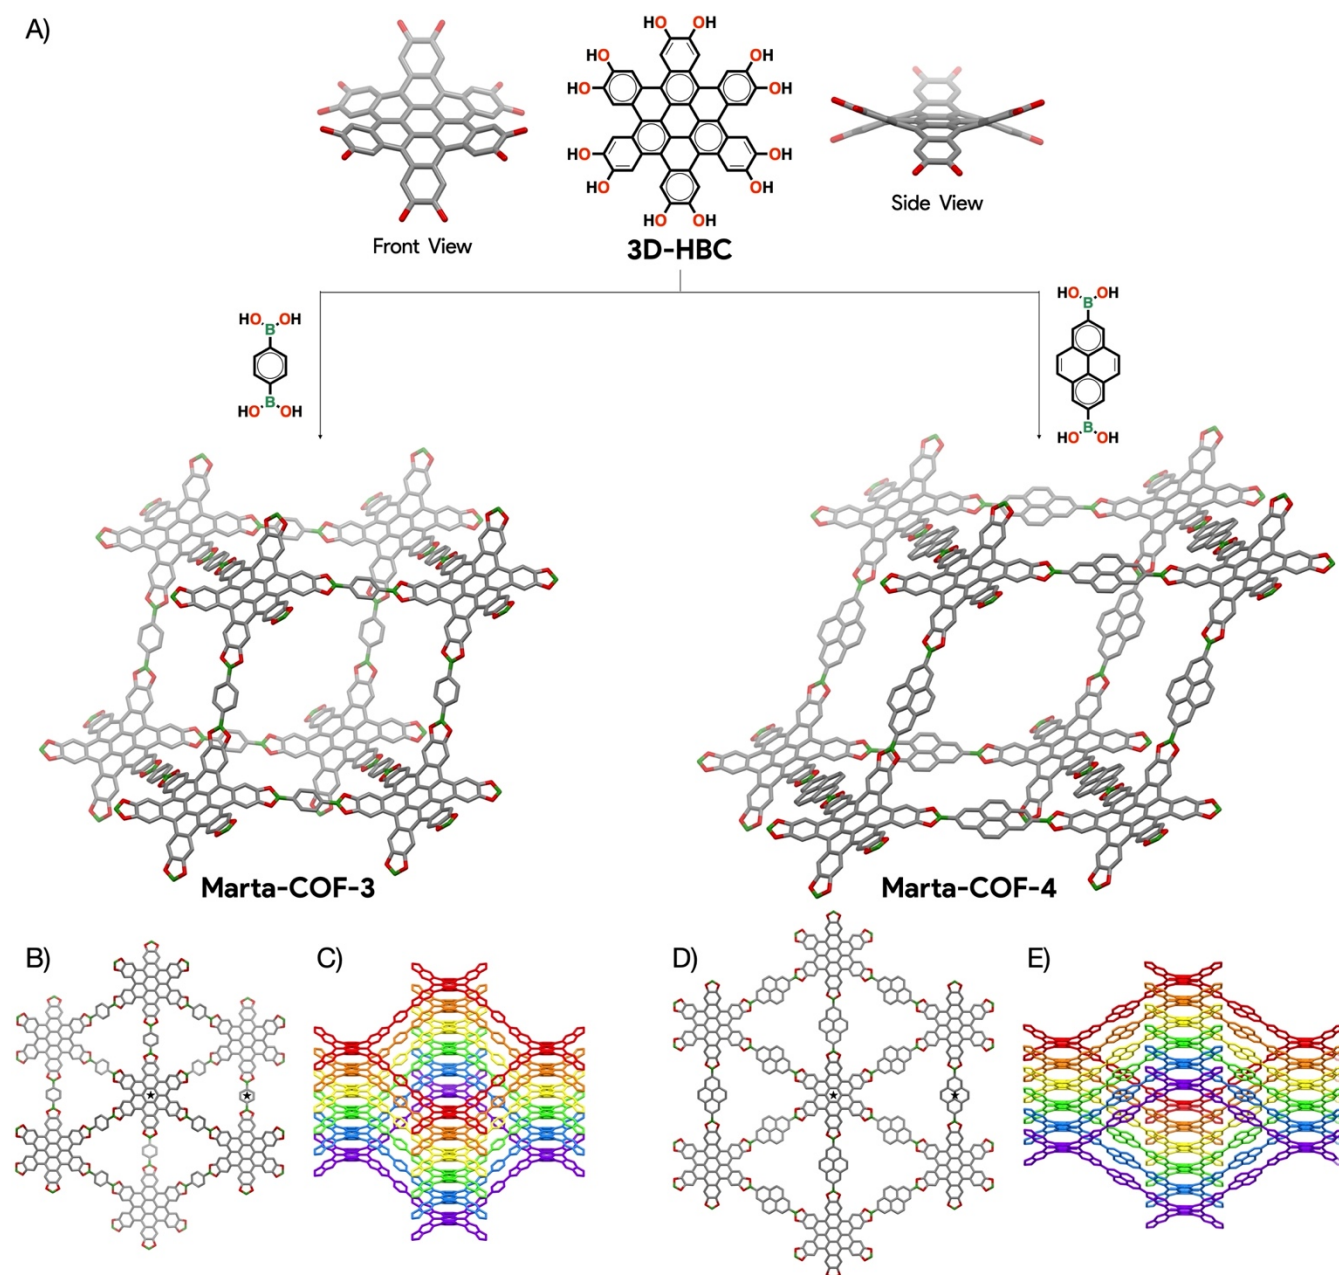 A)
HO OH
HO OH
HO OH
HO OH
HO OH
HO OH
Front View
3D-HBC
Side View
HO OH
B
B
HO OH
HO OH
B
B
HO OH
Marta-COF-3
Marta-COF-4
B)
C)
D)
E)